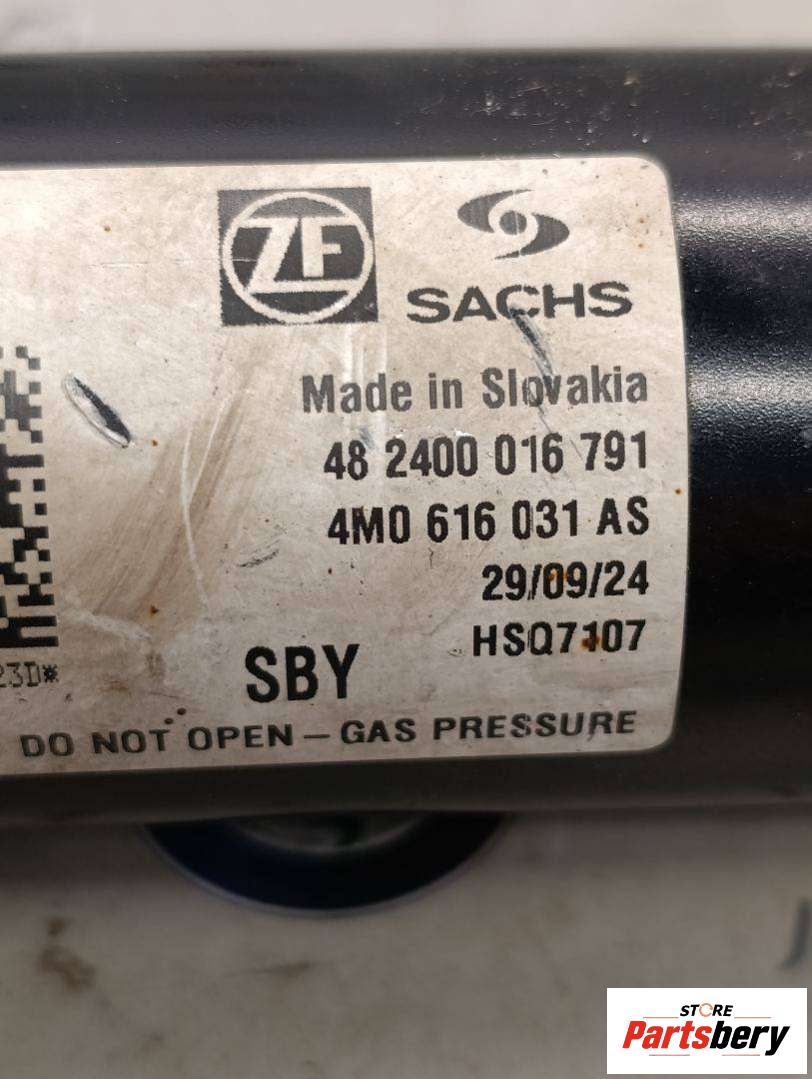 ZF
SACHS
Made in Slovakia
48 2400 016 791
4M0 616 031 AS
29/09/24
HSQ7107
23D*
SBY
DO NOT OPEN – GAS PRESSURE
STORE
Partsbery